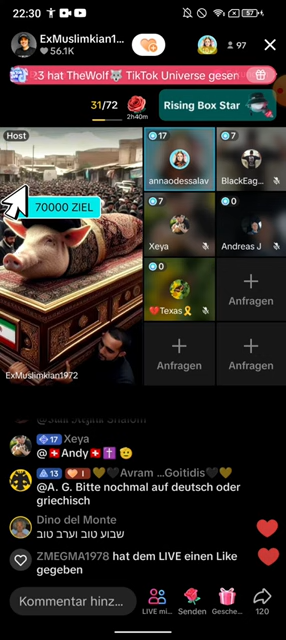 22:30
22%
ExMuslimkian1...
56.1K
97
3 hat TheWolf🐺 TikTok Universe gesen
31/72
2h40m
Rising Box Star
Host
70000 ZIEL
ExMuslimkian1972
17
annaodessalav
7
BlackEag...
7
Xeya
0
Andreas J
0
❤️Texas🎗️
Anfragen
Anfragen
Anfragen
17 Xeya
@🇨🇭Andy🇨🇭✝️🫡
13 I 🖤💛Avram ...Goitidis🖤💛
@A. G. Bitte nochmal auf deutsch oder
griechisch
Dino del Monte
שבוע טוב וערב טוב
ZMEGMA1978 hat dem LIVE einen Like
gegeben
Kommentar hinz...
LIVE mi...
Senden
Gesche...
120